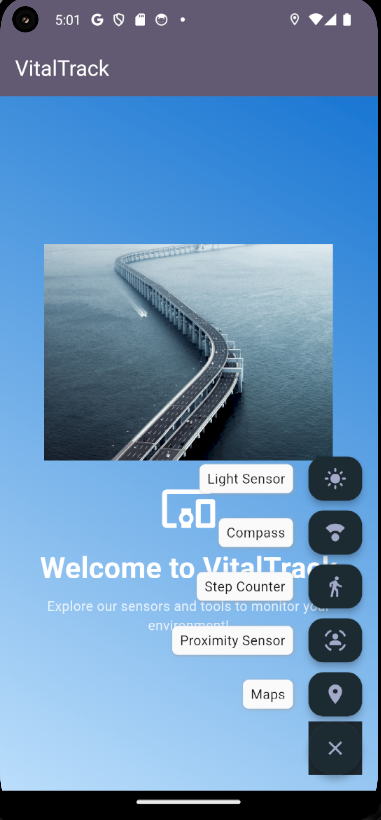 5:01
VitalTrack
Light Sensor
Compass
Welcome to VitalTrack
Step Counter
Explore our sensors and tools to monitor your
environment!
Proximity Sensor
Maps